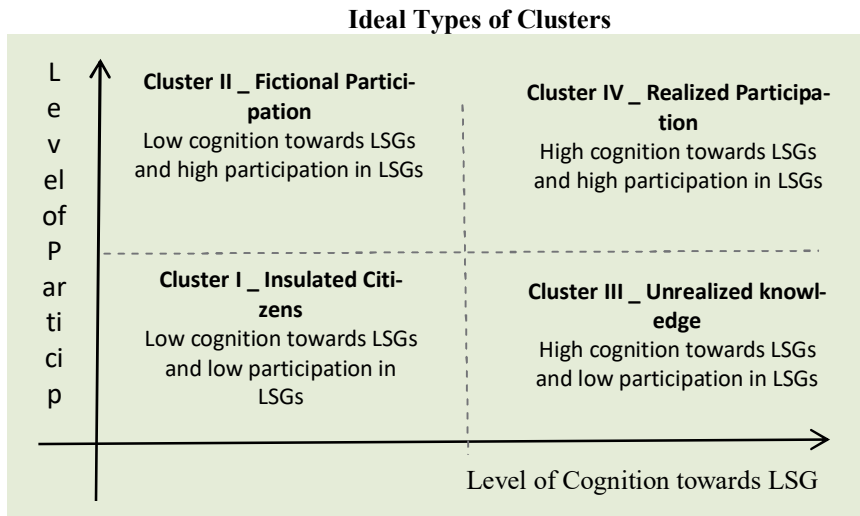 Ideal Types of Clusters
L
e
v
el
of
P
ar
ti
ci
p
Cluster II _ Fictional Partici-
pation
Low cognition towards LSGs
and high participation in LSGs
Cluster IV _ Realized Participa-
tion
High cognition towards LSGs
and high participation in LSGs
Cluster I _ Insulated Citi-
zens
Low cognition towards LSGs
and low participation in
LSGs
Cluster III _ Unrealized knowl-
edge
High cognition towards LSGs
and low participation in LSGs
Level of Cognition towards LSG